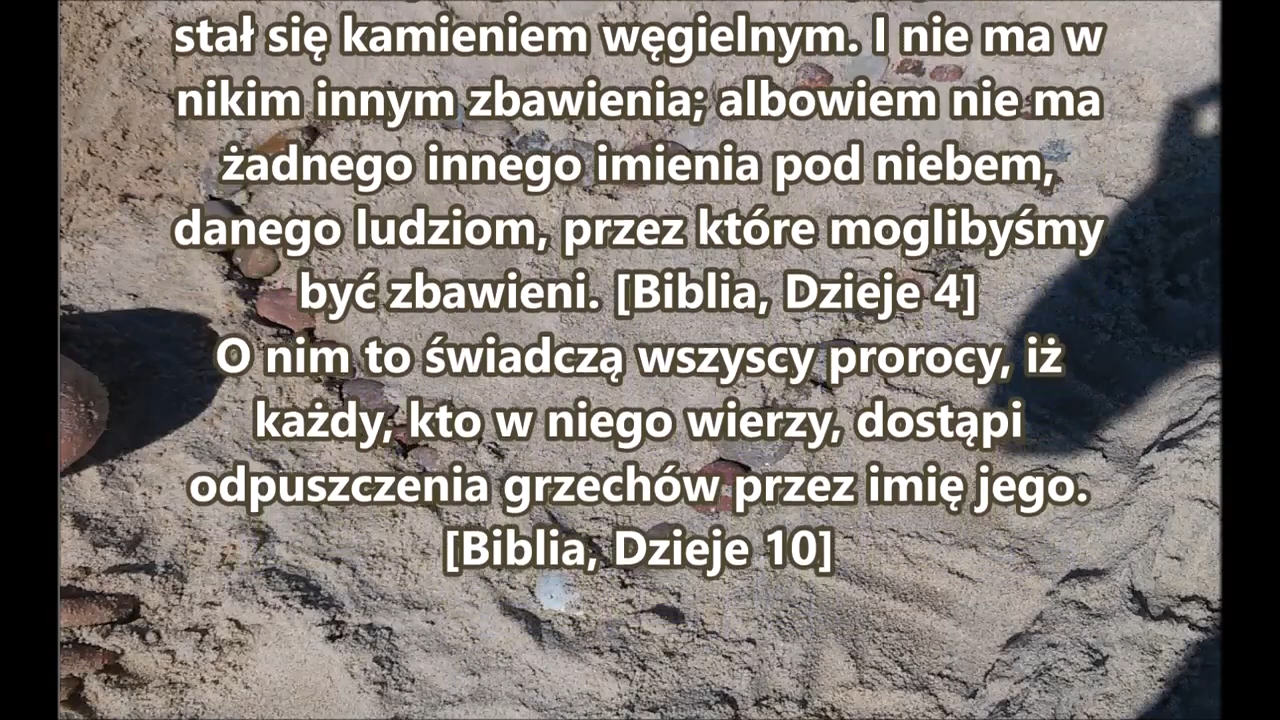 stał się kamieniem węgielnym. I nie ma w
nikim innym zbawienia; albowiem nie ma
żadnego innego imienia pod niebem,
danego ludziom, przez które moglibyśmy
być zbawieni. [Biblia, Dzieje 4]
O nim to świadczą wszyscy prorocy, iż
każdy, kto w niego wierzy, dostąpi
odpuszczenia grzechów przez imię jego.
[Biblia, Dzieje 10]